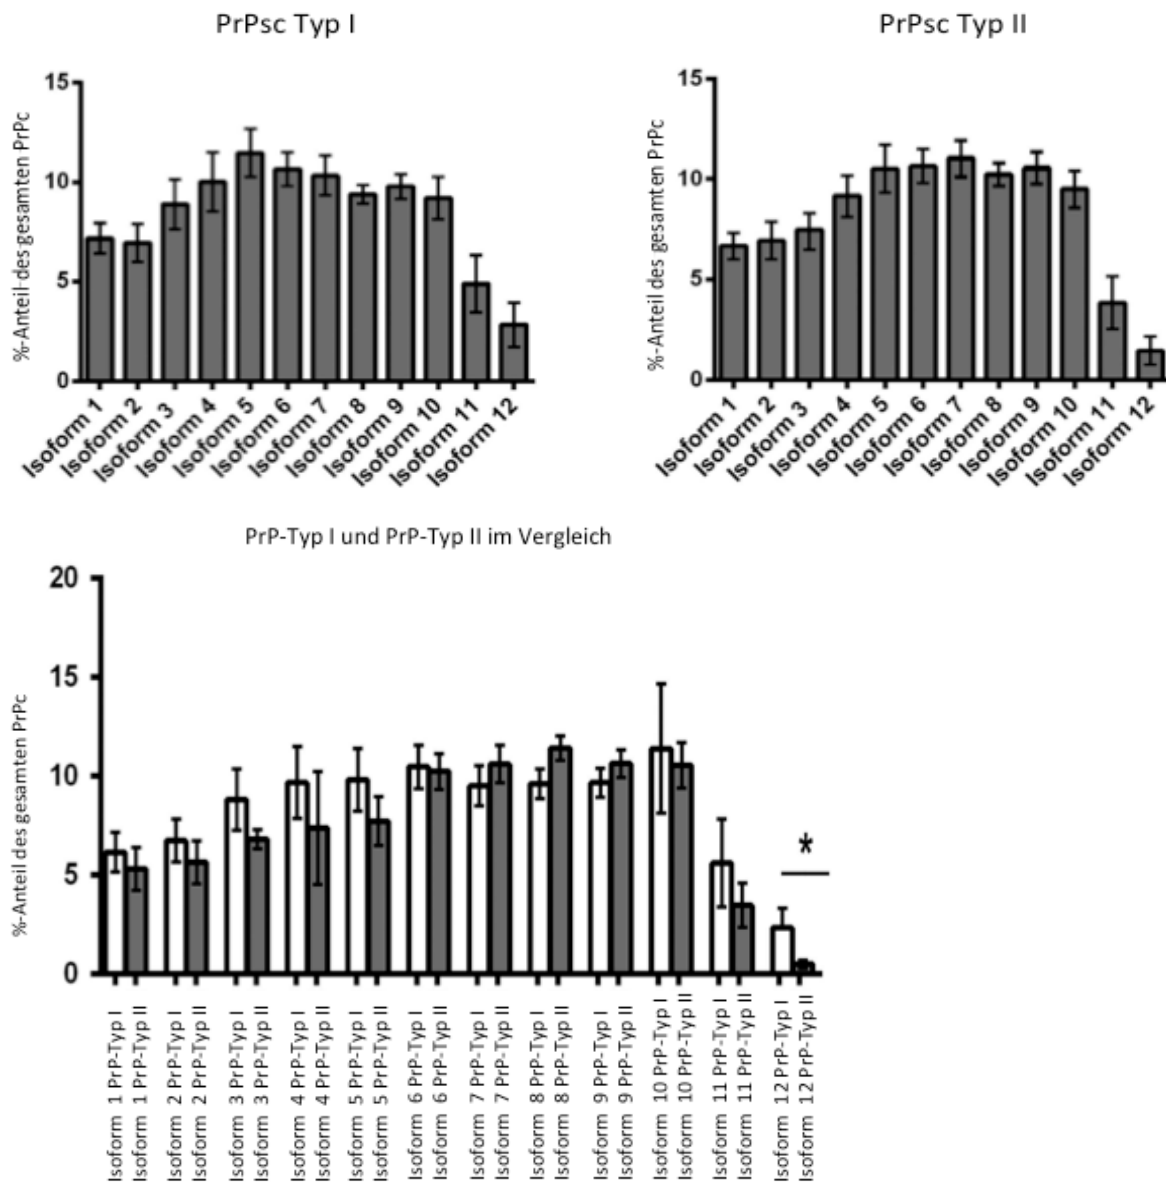 PrPsc Typ I
%-Anteil des gesamten PrPc
15
10
5
0
Isoform 1
Isoform 2
Isoform 3
Isoform 4
Isoform 5
Isoform 6
Isoform 7
Isoform 8
Isoform 9
Isoform 10
Isoform 11
Isoform 12
PrPsc Typ II
%-Anteil des gesamten PrPc
15
10
5
0
Isoform 1
Isoform 2
Isoform 3
Isoform 4
Isoform 5
Isoform 6
Isoform 7
Isoform 8
Isoform 9
Isoform 10
Isoform 11
Isoform 12
PrP-Typ I und PrP-Typ II im Vergleich
%-Anteil des gesamten PrPc
20
15
10
5
0
*
Isoform 1 PrP-Typ I
Isoform 1 PrP-Typ II
Isoform 2 PrP-Typ I
Isoform 2 PrP-Typ II
Isoform 3 PrP-Typ I
Isoform 3 PrP-Typ II
Isoform 4 PrP-Typ I
Isoform 4 PrP-Typ II
Isoform 5 PrP-Typ I
Isoform 5 PrP-Typ II
Isoform 6 PrP-Typ I
Isoform 6 PrP-Typ II
Isoform 7 PrP-Typ I
Isoform 7 PrP-Typ II
Isoform 8 PrP-Typ I
Isoform 8 PrP-Typ II
Isoform 9 PrP-Typ I
Isoform 9 PrP-Typ II
Isoform 10 PrP-Typ I
Isoform 10 PrP-Typ II
Isoform 11 PrP-Typ I
Isoform 11 PrP-Typ II
Isoform 12 PrP-Typ I
Isoform 12 PrP-Typ II